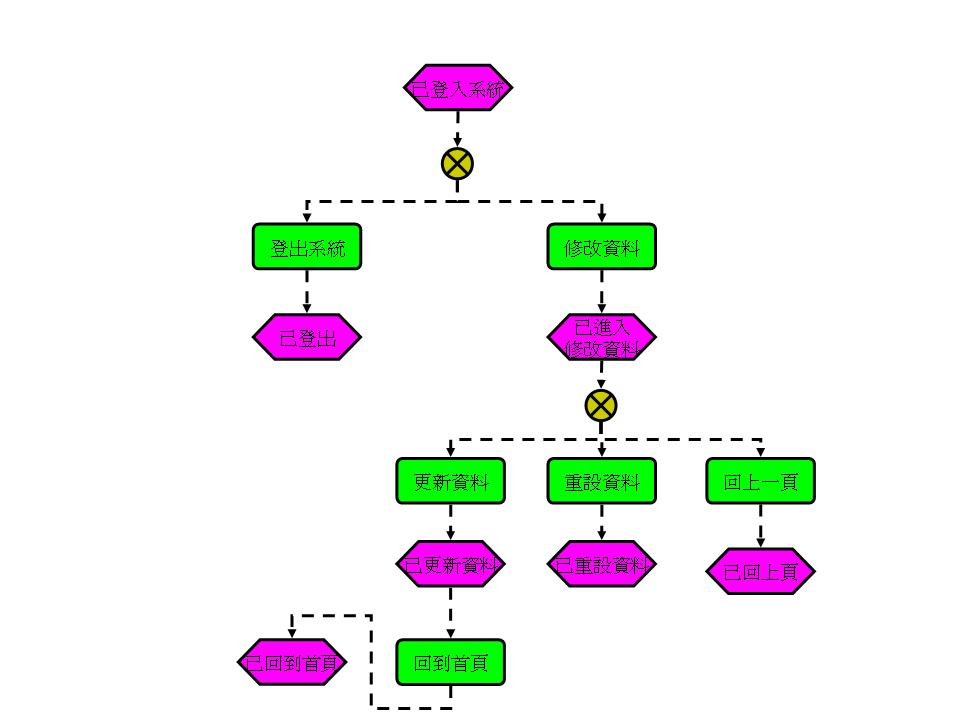 已登入系統
登出系統
修改資料
已登出
已進入
修改資料
更新資料
重設資料
回上一頁
已更新資料
已重設資料
已回上頁
已回到首頁
回到首頁